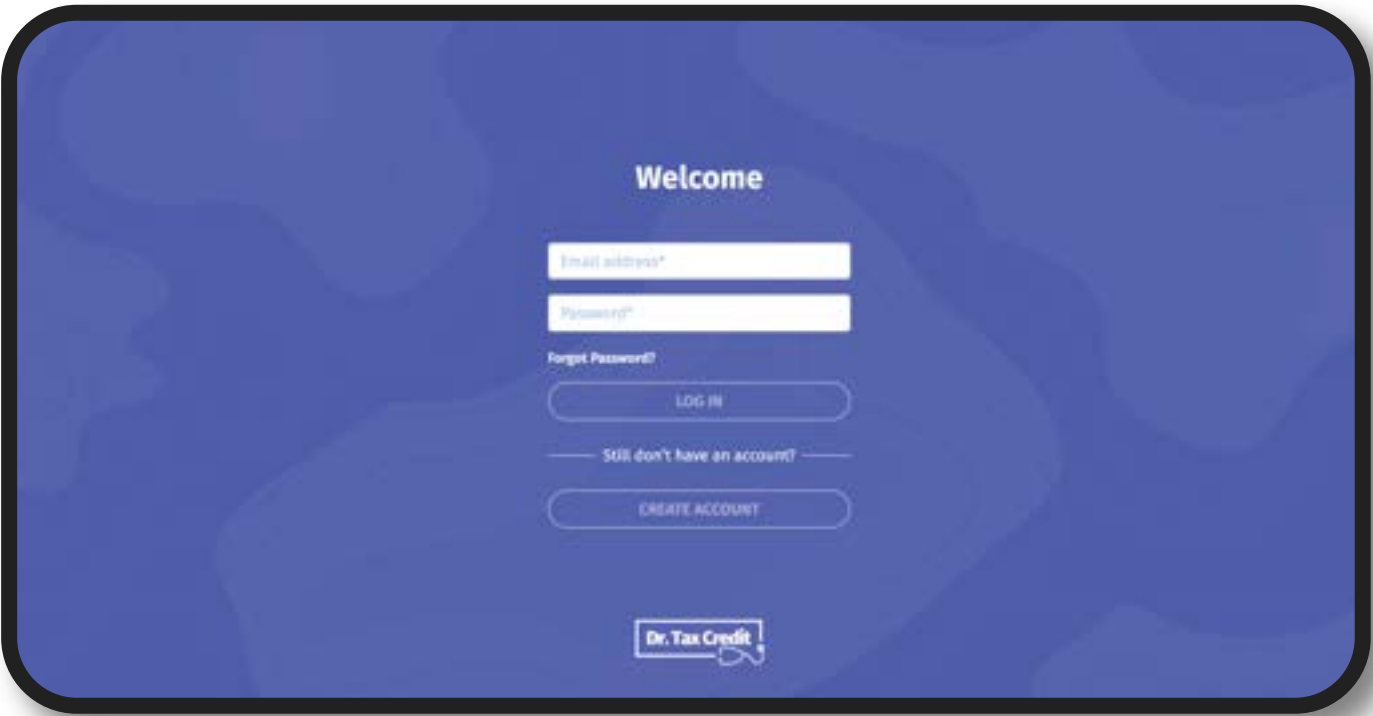 Welcome
Email address*
Password*
Forgot Password?
LOG IN
Still don't have an account?
CREATE ACCOUNT
Dr. Tax Credit